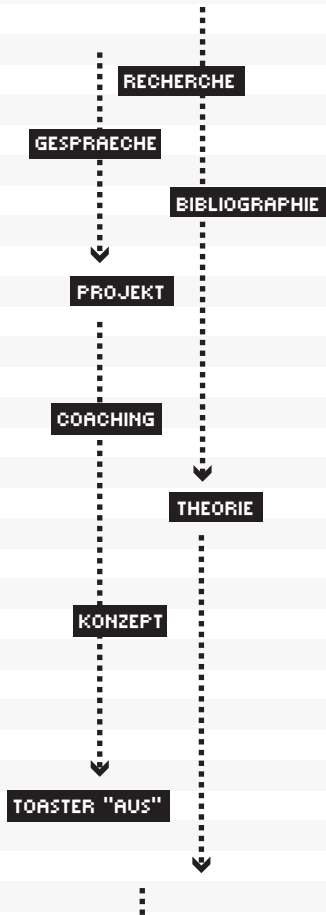 RECHERCHE
GESPRAECHE
BIBLIOGRAPHIE
PROJEKT
COACHING
THEORIE
KONZEPT
TOASTER "AUS"